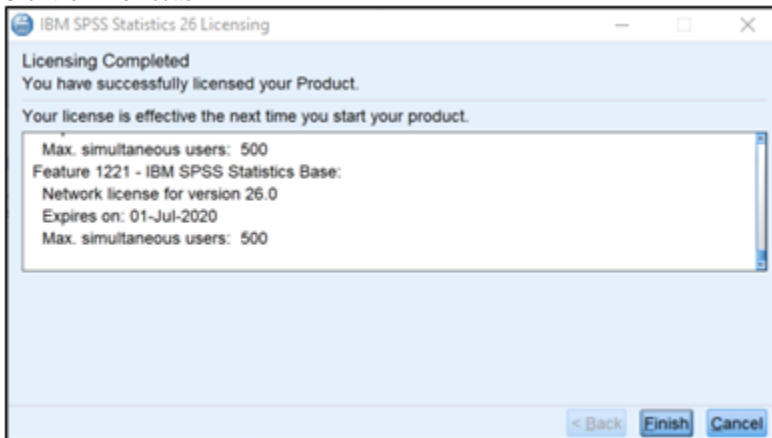 IBM SPSS Statistics 26 Licensing
Licensing Completed
You have successfully licensed your Product.
Your license is effective the next time you start your product.
Max. simultaneous users: 500
Feature 1221 - IBM SPSS Statistics Base:
Network license for version 26.0
Expires on: 01-Jul-2020
Max. simultaneous users: 500
< Back Finish Cancel